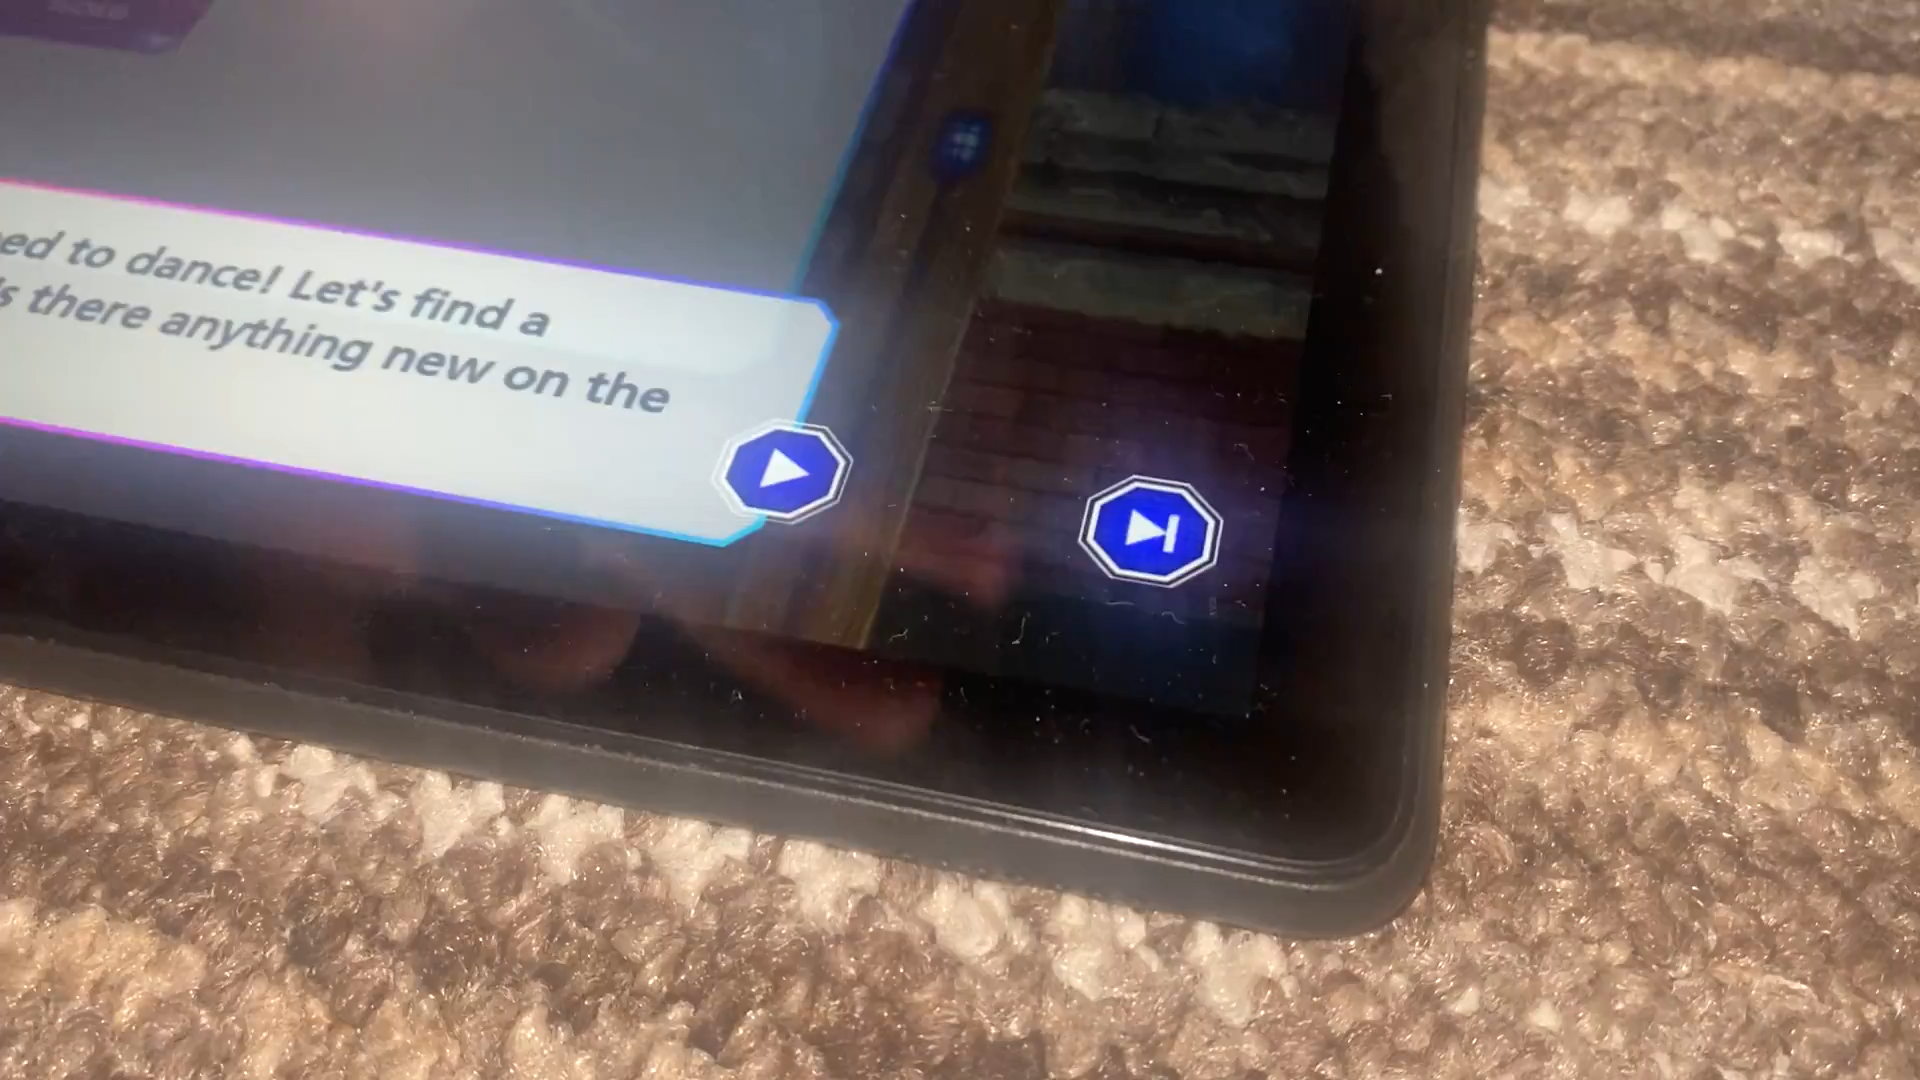 ed to dance! Let's find a
s there anything new on the